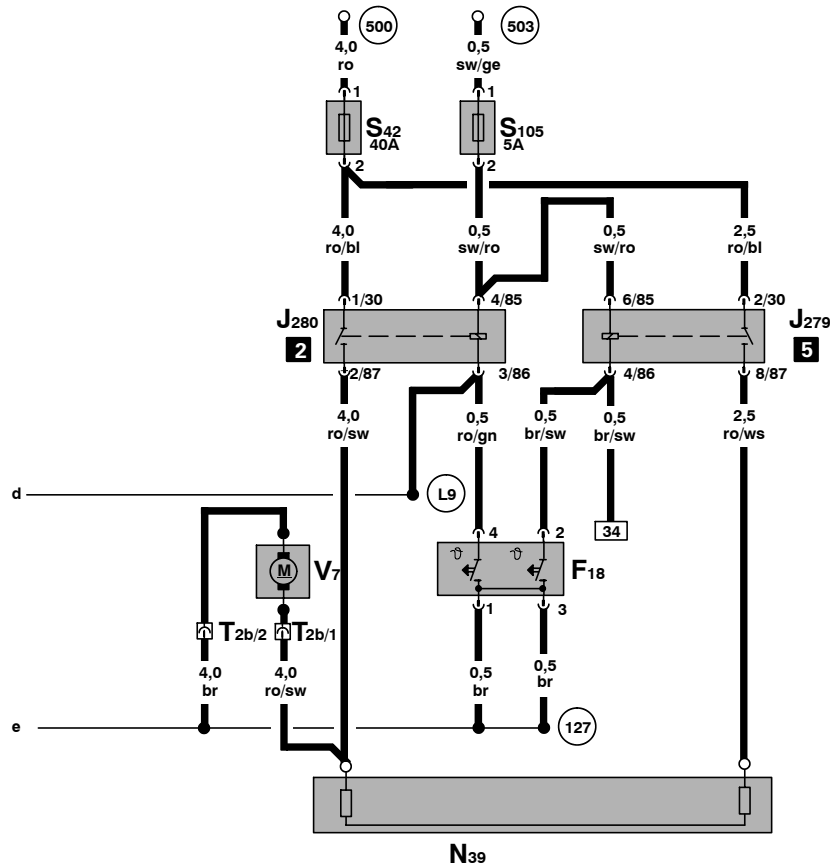 500 503
4,0 0,5
ro sw/ge
1 1
S42 S105
40A 5A
2 2
4,0 0,5 0,5 2,5
ro/bl sw/ro sw/ro ro/bl
1/30 4/85 6/85 2/30
J280 J279
2 5
2/87 3/86 4/86 8/87
4,0 0,5 0,5 0,5 2,5
ro/sw ro/gn br/sw br/sw ro/ws
d L9
4 2 34
ϑ ϑ
M V7 F18
1 3
T2b/2 T2b/1
4,0 4,0 0,5 0,5
br ro/sw br br
e 127
N39